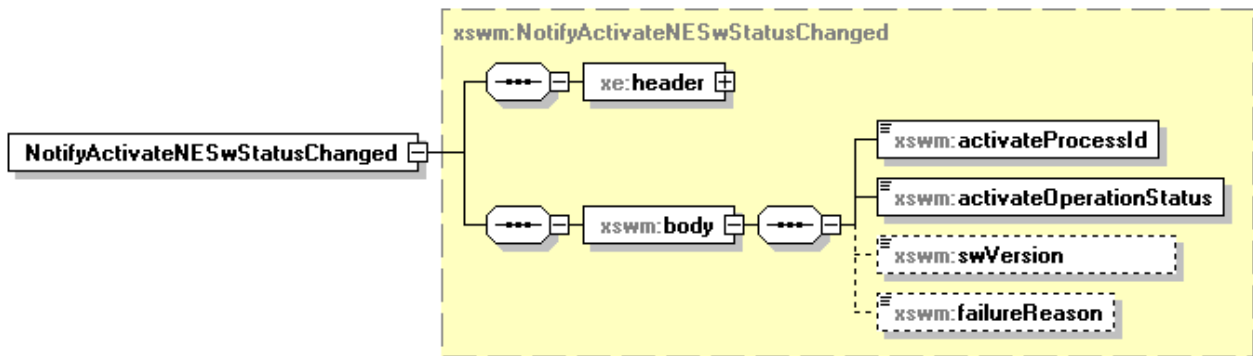 xswm:NotifyActivateNESwStatusChanged
xe:header
NotifyActivateNESwStatusChanged
xswm:activateProcessId
xswm:activateOperationStatus
xswm:body
xswm:swVersion
xswm:failureReason